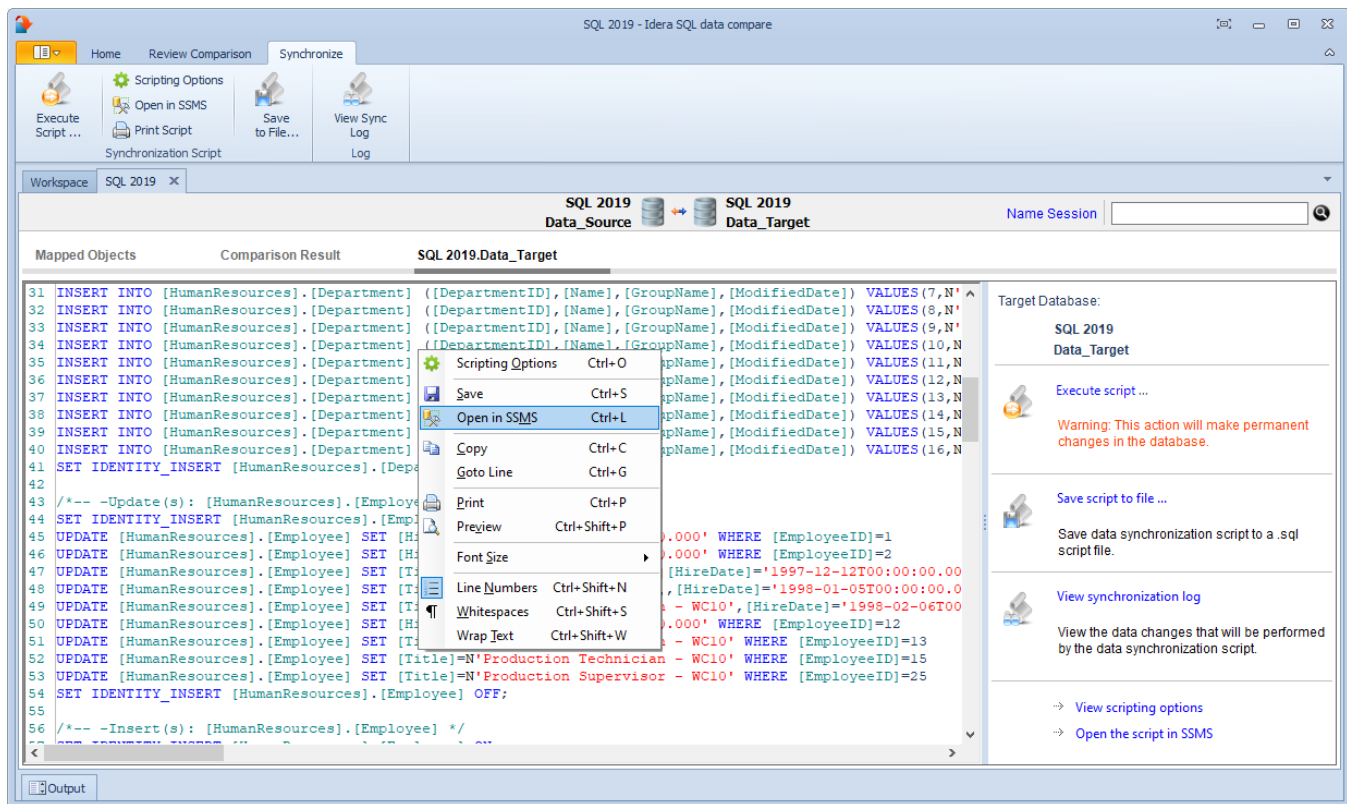 SQL 2019 - Idera SQL data compare
Home Review Comparison Synchronize
Execute Script ...
Scripting Options
Open in SSMS
Print Script
Save to File...
View Sync Log
Synchronization Script
Log
Workspace SQL 2019
SQL 2019 SQL 2019
Data_Source Data_Target
Name Session
Mapped Objects Comparison Result SQL 2019.Data_Target
31 INSERT INTO [HumanResources].[Department] ([DepartmentID],[Name],[GroupName],[ModifiedDate]) VALUES(7,N'
32 INSERT INTO [HumanResources].[Department] ([DepartmentID],[Name],[GroupName],[ModifiedDate]) VALUES(8,N'
33 INSERT INTO [HumanResources].[Department] ([DepartmentID],[Name],[GroupName],[ModifiedDate]) VALUES(9,N'
34 INSERT INTO [HumanResources].[Department] ([DepartmentID],[Name],[GroupName],[ModifiedDate]) VALUES(10,N
35 INSERT INTO [HumanResources].[Department] pName],[ModifiedDate]) VALUES(11,N
36 INSERT INTO [HumanResources].[Department] pName],[ModifiedDate]) VALUES(12,N
37 INSERT INTO [HumanResources].[Department] pName],[ModifiedDate]) VALUES(13,N
38 INSERT INTO [HumanResources].[Department] pName],[ModifiedDate]) VALUES(14,N
39 INSERT INTO [HumanResources].[Department] pName],[ModifiedDate]) VALUES(15,N
40 INSERT INTO [HumanResources].[Department] pName],[ModifiedDate]) VALUES(16,N
41 SET IDENTITY_INSERT [HumanResources].[Depa
42
43 /*-- -Update(s): [HumanResources].[Employe
44 SET IDENTITY_INSERT [HumanResources].[Empl
45 UPDATE [HumanResources].[Employee] SET [Hi 0.000' WHERE [EmployeeID]=1
46 UPDATE [HumanResources].[Employee] SET [Hi 0.000' WHERE [EmployeeID]=2
47 UPDATE [HumanResources].[Employee] SET [Ti [HireDate]='1997-12-12T00:00:00.00
48 UPDATE [HumanResources].[Employee] SET [Ti ,[HireDate]='1998-01-05T00:00:00.0
49 UPDATE [HumanResources].[Employee] SET [Ti n - WC10',[HireDate]='1998-02-06T00
50 UPDATE [HumanResources].[Employee] SET [Hi 0.000' WHERE [EmployeeID]=12
51 UPDATE [HumanResources].[Employee] SET [Ti n - WC10' WHERE [EmployeeID]=13
52 UPDATE [HumanResources].[Employee] SET [Title]=N'Production Technician - WC10' WHERE [EmployeeID]=15
53 UPDATE [HumanResources].[Employee] SET [Title]=N'Production Supervisor - WC10' WHERE [EmployeeID]=25
54 SET IDENTITY_INSERT [HumanResources].[Employee] OFF;
55
56 /*-- -Insert(s): [HumanResources].[Employee] */
Scripting Options Ctrl+O
Save Ctrl+S
Open in SSMS Ctrl+L
Copy Ctrl+C
Goto Line Ctrl+G
Print Ctrl+P
Preview Ctrl+Shift+P
Font Size
Line Numbers Ctrl+Shift+N
Whitespaces Ctrl+Shift+S
Wrap Text Ctrl+Shift+W
Target Database:
SQL 2019
Data_Target
Execute script ...
Warning: This action will make permanent
changes in the database.
Save script to file ...
Save data synchronization script to a .sql
script file.
View synchronization log
View the data changes that will be performed
by the data synchronization script.
View scripting options
Open the script in SSMS
Output